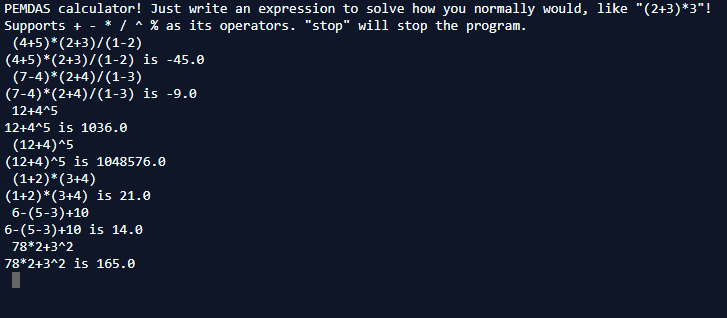 PEMDAS calculator! Just write an expression to solve how you normally would, like "(2+3)*3"!
Supports + - * / ^ % as its operators. "stop" will stop the program.
(4+5)*(2+3)/(1-2)
(4+5)*(2+3)/(1-2) is -45.0
(7-4)*(2+4)/(1-3)
(7-4)*(2+4)/(1-3) is -9.0
12+4^5
12+4^5 is 1036.0
(12+4)^5
(12+4)^5 is 1048576.0
(1+2)*(3+4)
(1+2)*(3+4) is 21.0
6-(5-3)+10
6-(5-3)+10 is 14.0
78*2+3^2
78*2+3^2 is 165.0